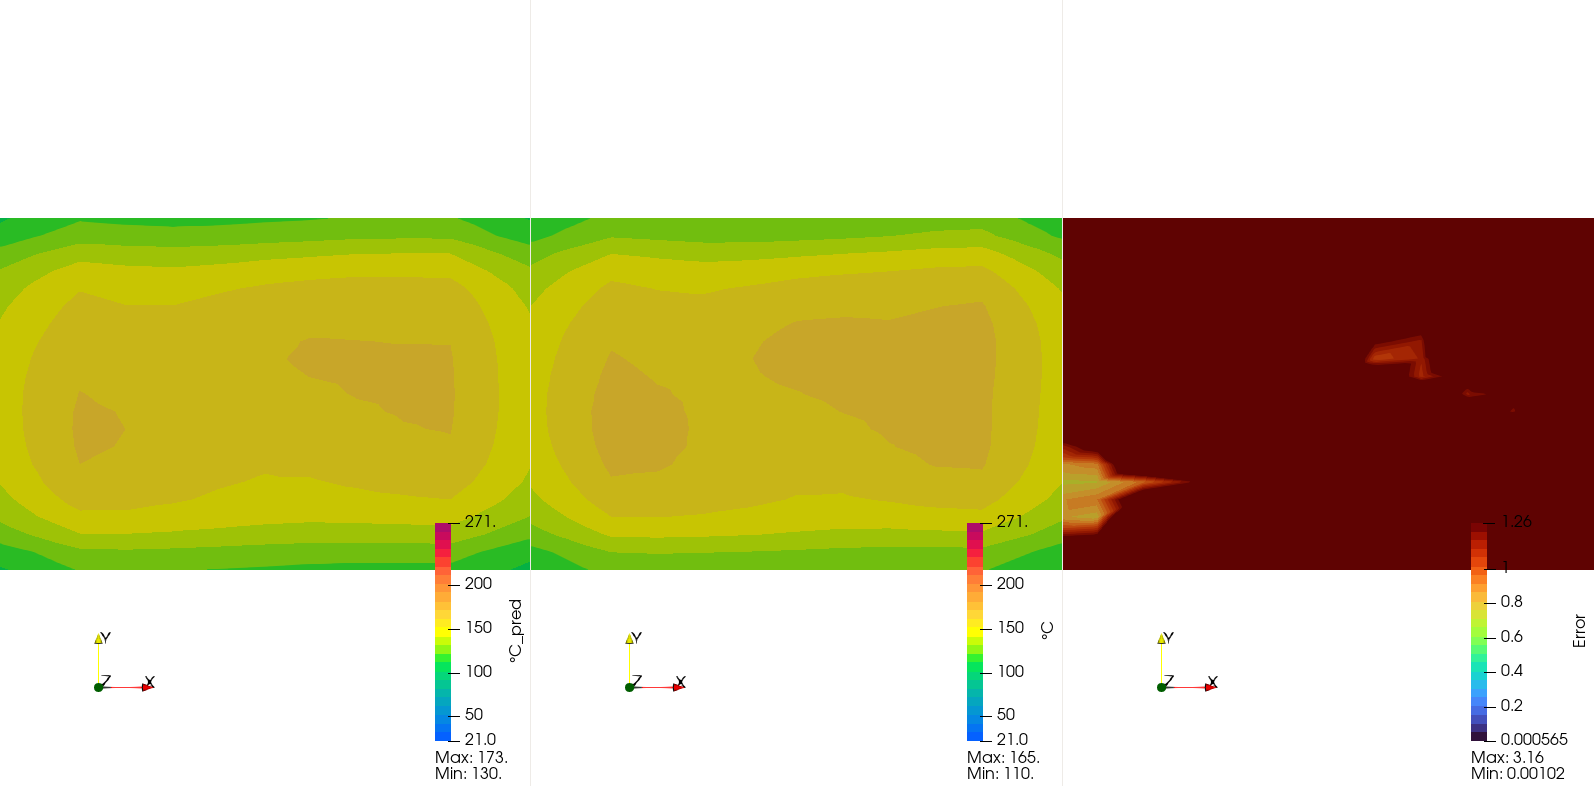 271.
200
150
100
50
21.0
°C_pred
Max: 173.
Min: 130.
Y
Z
X
271.
200
150
100
50
21.0
°C
Max: 165.
Min: 110.
Y
Z
X
1.26
1
0.8
0.6
0.4
0.2
0.000565
Error
Max: 3.16
Min: 0.00102
Y
Z
X